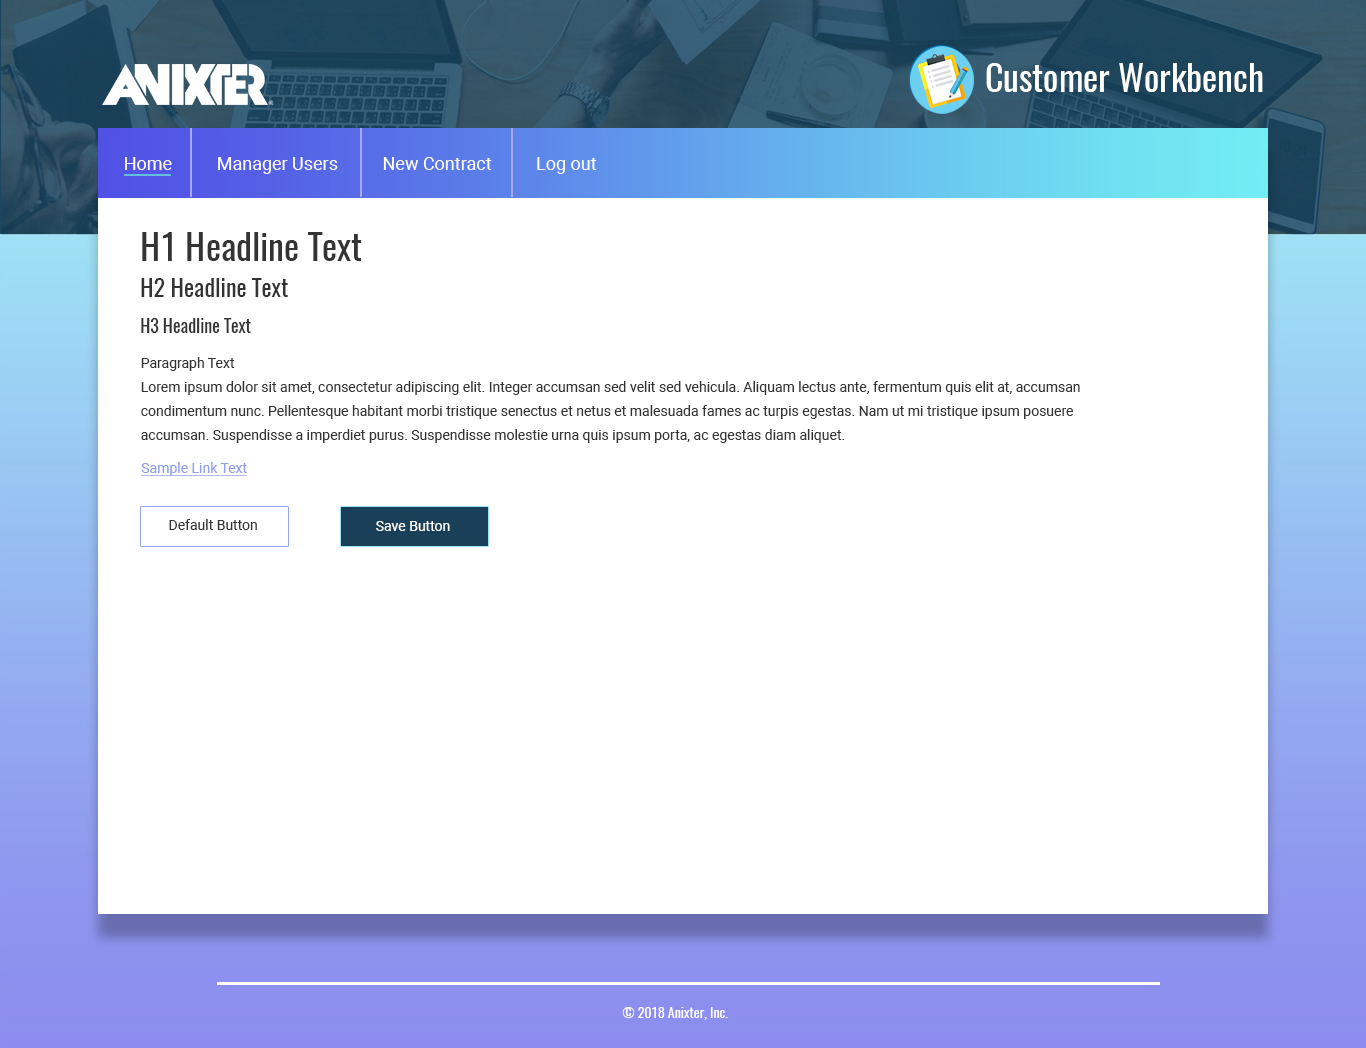 ANIXTER
Customer Workbench
Home
Manager Users
New Contract
Log out
H1 Headline Text
H2 Headline Text
H3 Headline Text
Paragraph Text
Lorem ipsum dolor sit amet, consectetur adipiscing elit. Integer accumsan sed velit sed vehicula. Aliquam lectus ante, fermentum quis elit at, accumsan
condimentum nunc. Pellentesque habitant morbi tristique senectus et netus et malesuada fames ac turpis egestas. Nam ut mi tristique ipsum posuere
accumsan. Suspendisse a imperdiet purus. Suspendisse molestie urna quis ipsum porta, ac egestas diam aliquet.
Sample Link Text
Default Button
Save Button
© 2018 Anixter, Inc.